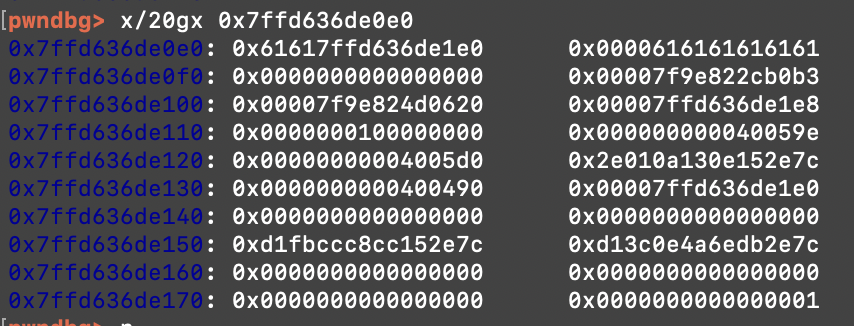 [pwndbg> x/20gx 0x7ffd636de0e0
0x7ffd636de0e0: 0x61617ffd636de1e0 0x0000616161616161
0x7ffd636de0f0: 0x0000000000000000 0x00007f9e822cb0b3
0x7ffd636de100: 0x00007f9e824d0620 0x00007ffd636de1e8
0x7ffd636de110: 0x0000000100000000 0x000000000040059e
0x7ffd636de120: 0x00000000004005d0 0x2e010a130e152e7c
0x7ffd636de130: 0x0000000000400490 0x00007ffd636de1e0
0x7ffd636de140: 0x0000000000000000 0x0000000000000000
0x7ffd636de150: 0xd1fbccc8cc152e7c 0xd13c0e4a6edb2e7c
0x7ffd636de160: 0x0000000000000000 0x0000000000000000
0x7ffd636de170: 0x0000000000000000 0x0000000000000001
[pwndbg>